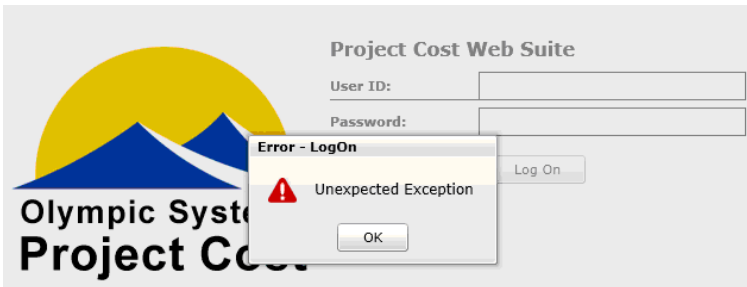 Project Cost Web Suite
User ID:
Password:
Error - LogOn
Unexpected Exception
Log On
OK
Olympic Syste
Project Cost